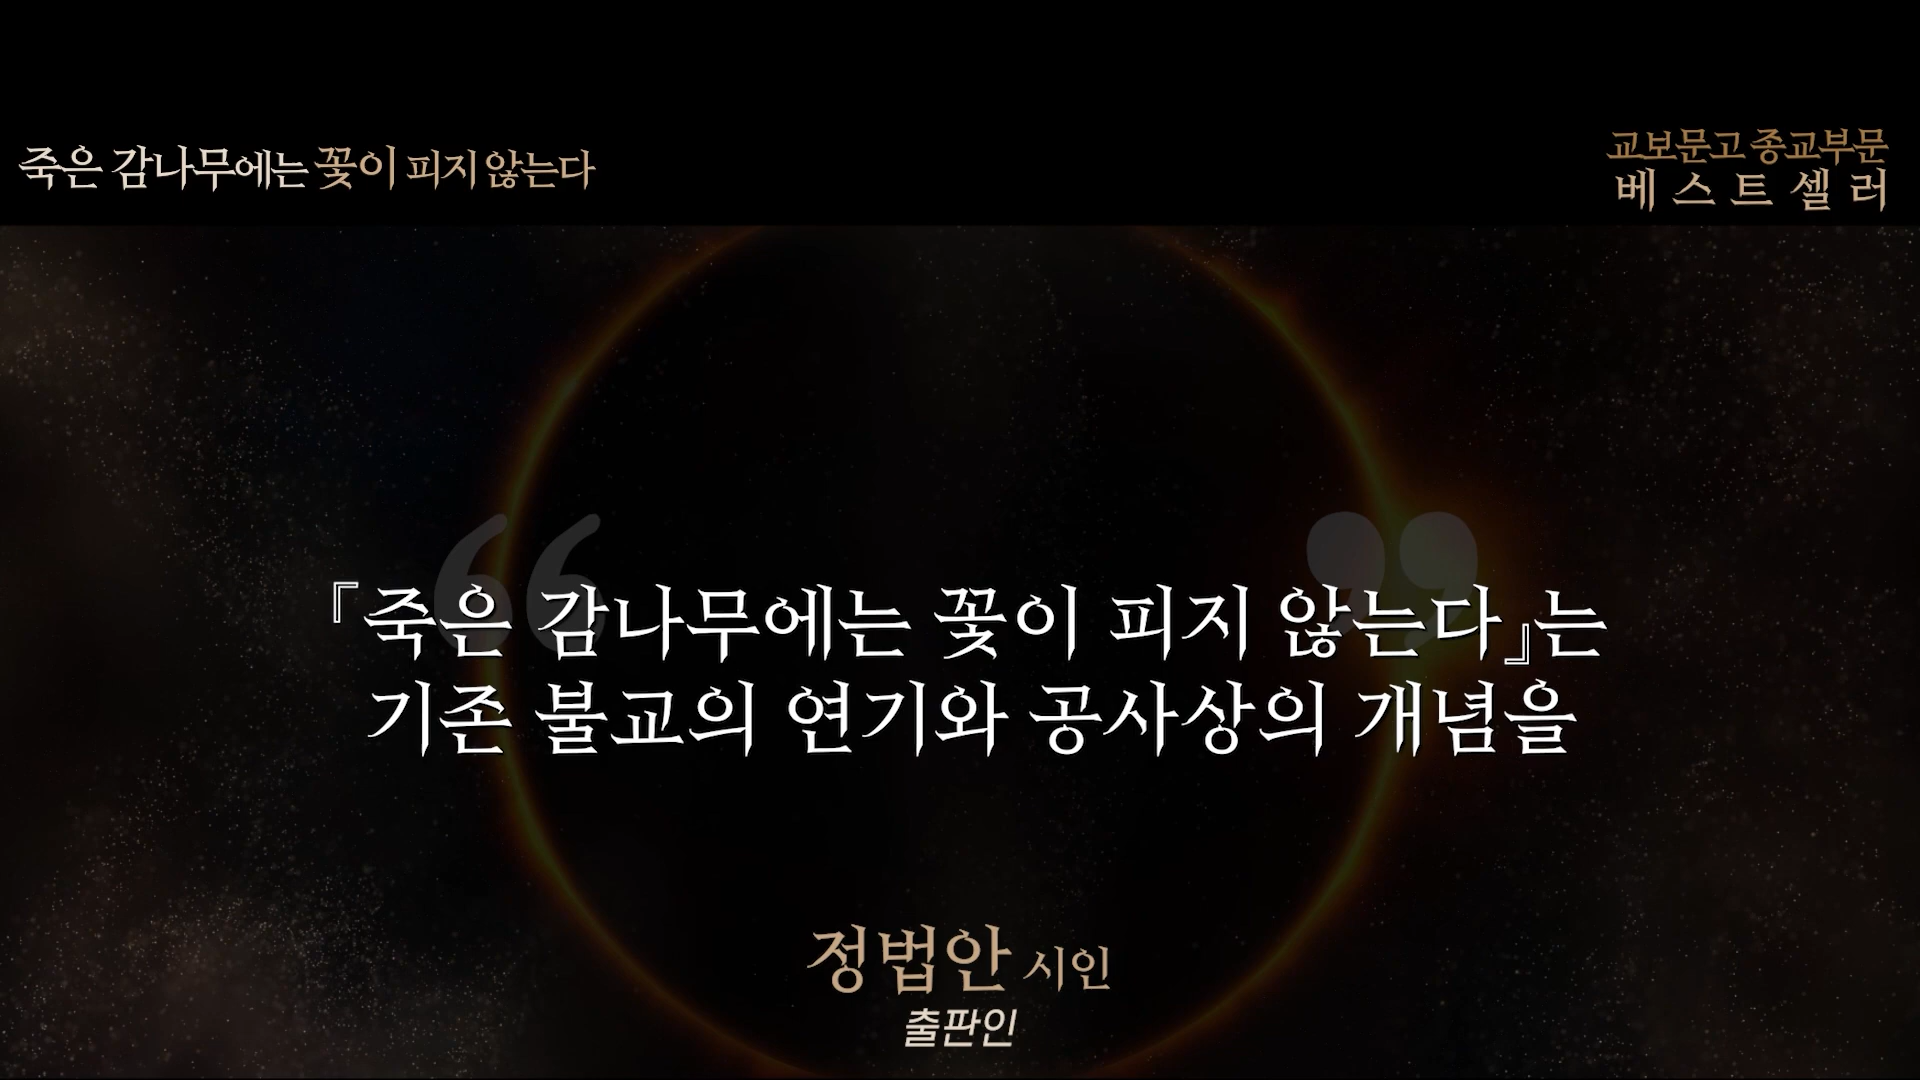 죽은 감나무에는 꽃이 피지 않는다
교보문고 종교부문
베스트셀러
『죽은 감나무에는 꽃이 피지 않는다』는
기존 불교의 연기와 공사상의 개념을
정법안 시인
출판인